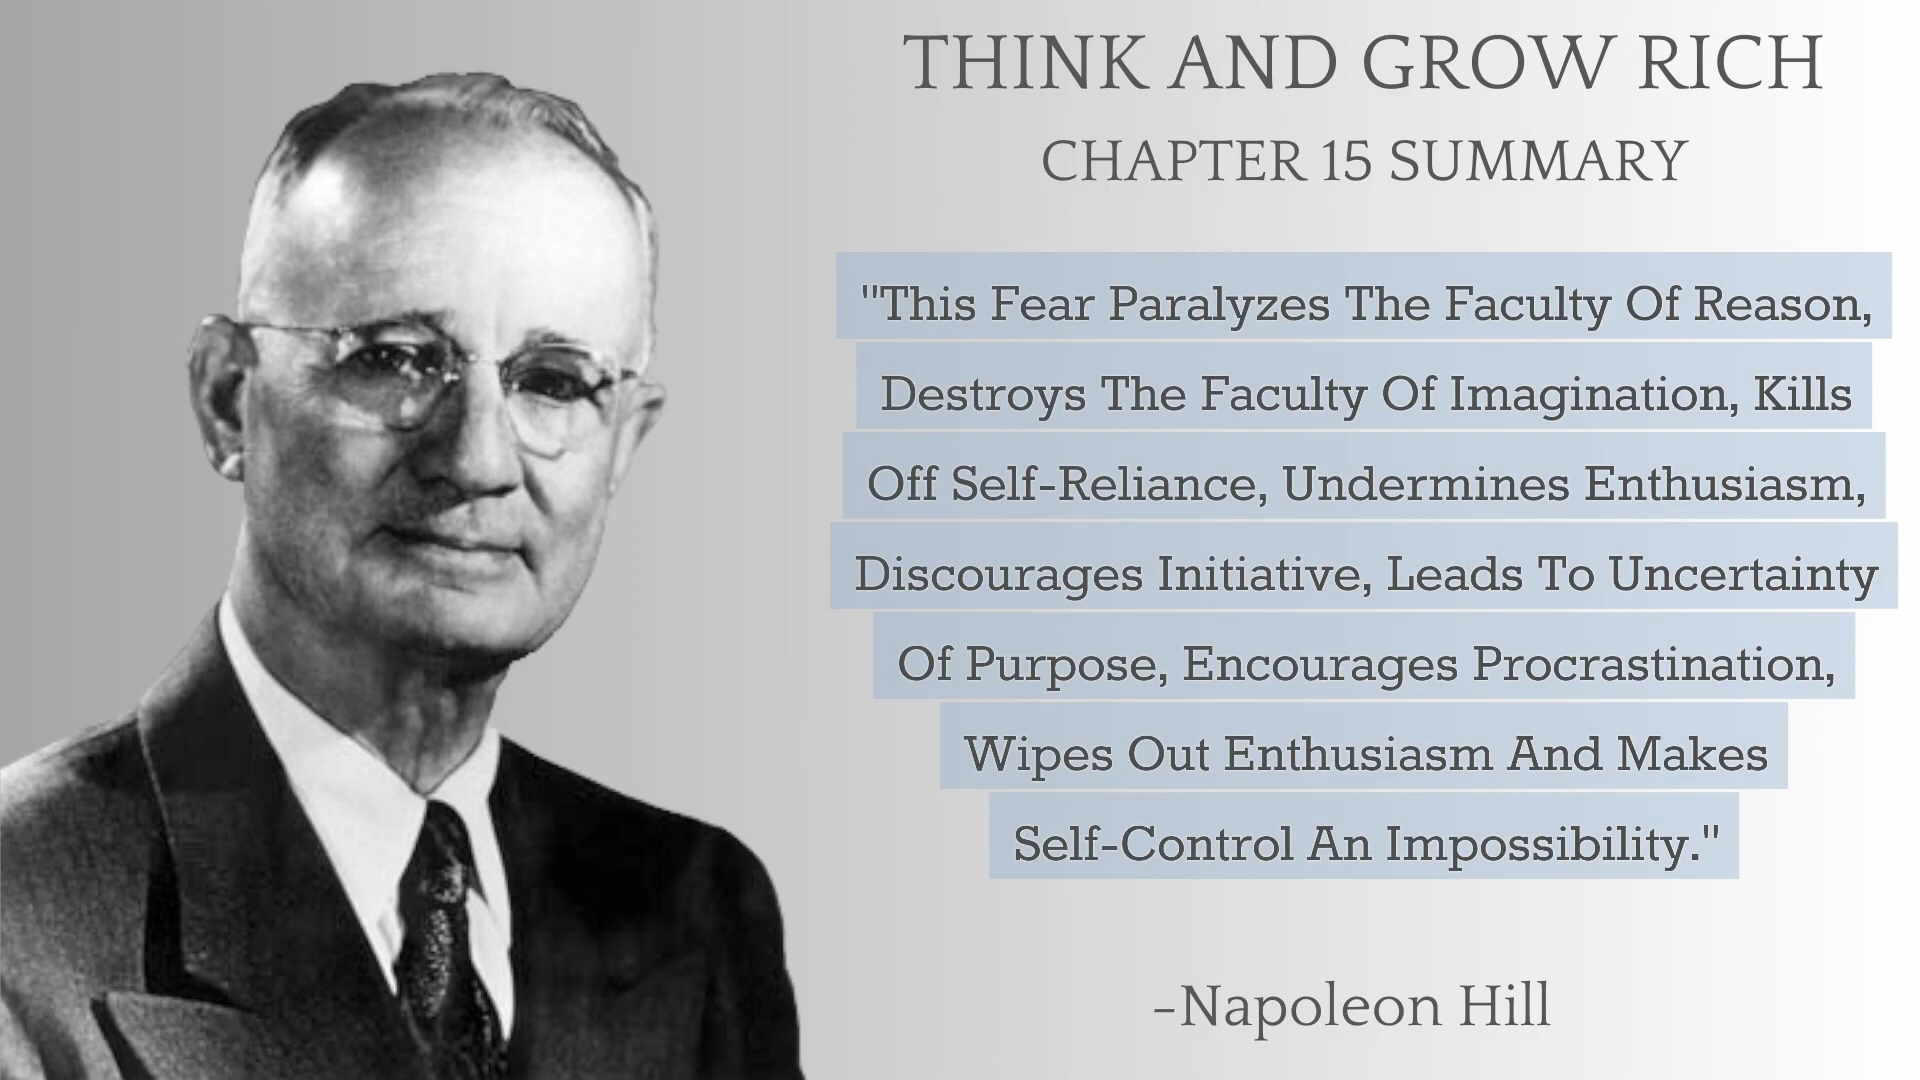 THINK AND GROW RICH
CHAPTER 15 SUMMARY
"This Fear Paralyzes The Faculty Of Reason,
Destroys The Faculty Of Imagination, Kills
Off Self-Reliance, Undermines Enthusiasm,
Discourages Initiative, Leads To Uncertainty
Of Purpose, Encourages Procrastination,
Wipes Out Enthusiasm And Makes
Self-Control An Impossibility."
-Napoleon Hill